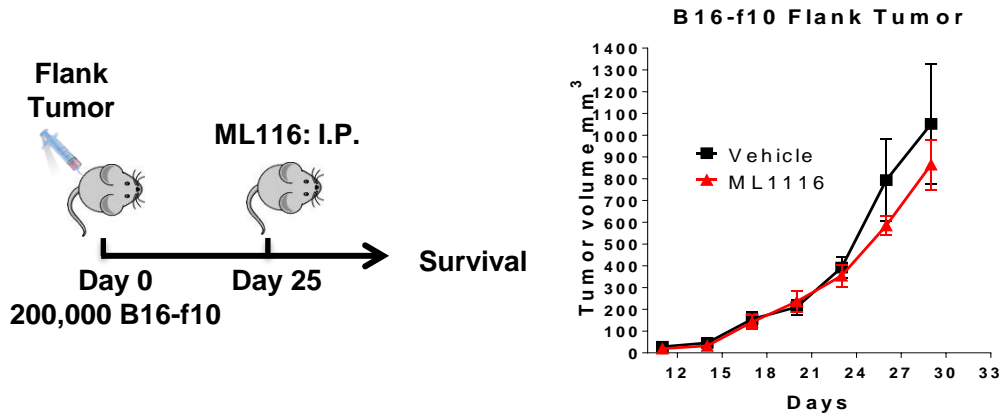 Flank
Tumor
ML116: I.P.
Day 0
200,000 B16-f10
Day 25
Survival
B16-f10 Flank Tumor
Tumor volume mm3
1400
1300
1200
1100
1000
900
800
700
600
500
400
300
200
100
0
Vehicle
ML1116
12 15 18 21 24 27 30 33
Days